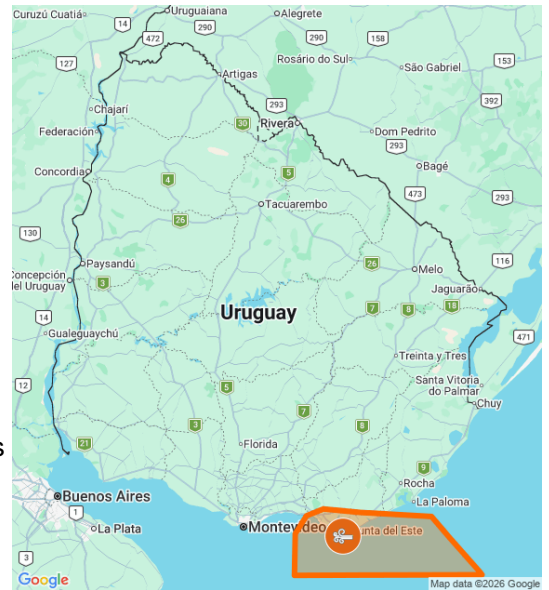 Curuzú Cuatiá
14
Uruguaiana
290
Alegrete
472
290
158
Rosário do Sul
127
153
São Gabriel
Artigas
293
392
Chajarí
30
Rivera
Federación
Dom Pedrito
293
Bagé
Concordia
4
5
473
293
26
Tacuarembo
130
Paysandú
26
Melo
116
Concepción
del Uruguay
3
Jaguarão
14
Uruguay
7
8
18
Gualeguaychú
471
Treinta y Tres
12
5
Santa Vitoria
do Palmar
Chuy
3
7
8
21
Florida
s
9
Rocha
Buenos Aires
La Paloma
1
La Plata
Montevideo
unta del Este
3
Google
Map data ©2026 Google